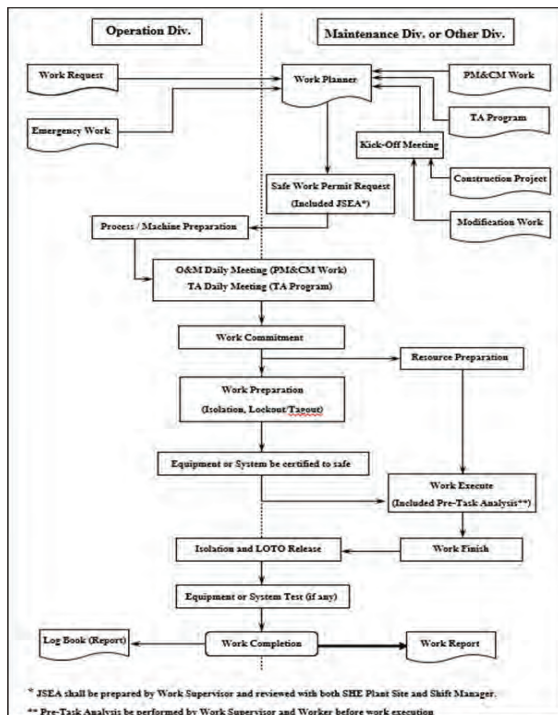 Operation Div.
Maintenance Div. or Other Div.
Work Request
Work Planner
PM&CM Work
Emergency Work
TA Program
Kick-Off Meeting
Construction Project
Safe Work Permit Request
(Included JSEA*)
Modification Work
Process / Machine Preparation
O&M Daily Meeting (PM&CM Work)
TA Daily Meeting (TA Program)
Work Commitment
Resource Preparation
Work Preparation
(Isolation, Lockout/Tagout)
Equipment or System be certified to safe
Work Execute
(Included Pre-Task Analysis**)
Isolation and LOTO Release
Work Finish
Equipment or System Test (if any)
Log Book (Report)
Work Completion
Work Report
* JSEA shall be prepared by Work Supervisor and reviewed with both SHE Plant Site and Shift Manager.
** Pre-Task Analysis be performed by Work Supervisor and Worker before work execution